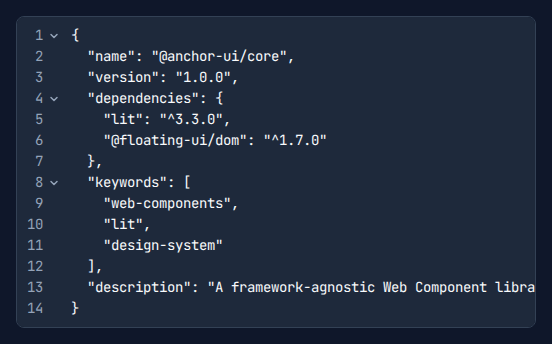 1 {
2   "name": "@anchor-ui/core",
3   "version": "1.0.0",
4   "dependencies": {
5     "lit": "^3.3.0",
6     "@floating-ui/dom": "^1.7.0"
7   },
8   "keywords": [
9     "web-components",
10     "lit",
11     "design-system"
12   ],
13   "description": "A framework-agnostic Web Component libra
14 }